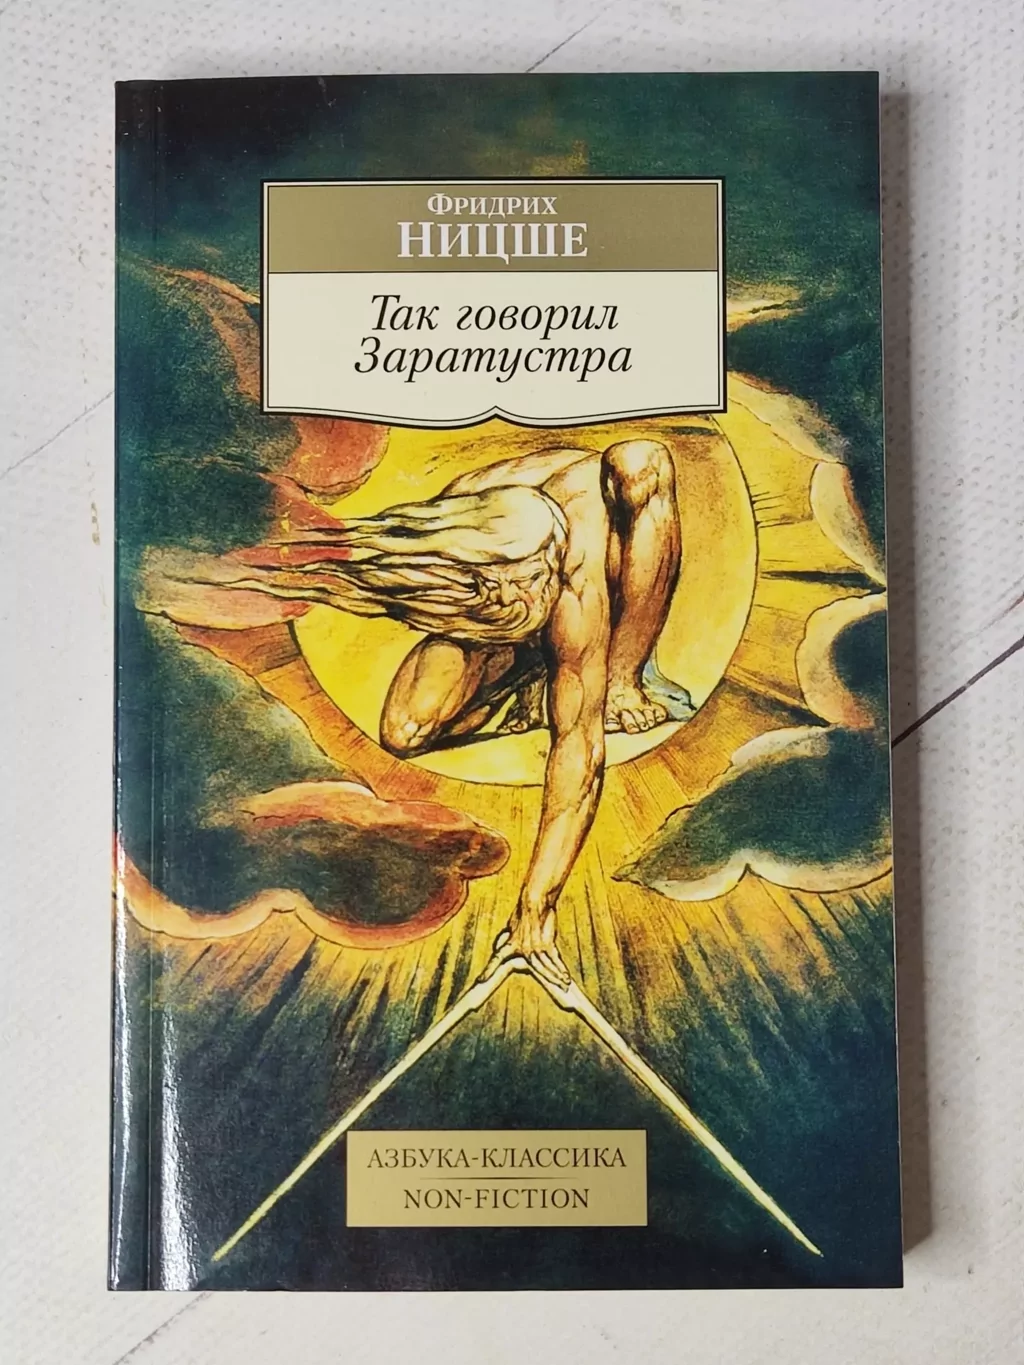 Фридрих
НИЦШЕ
Так говорил
Заратустра
АЗБУКА-КЛАССИКА
NON-FICTION